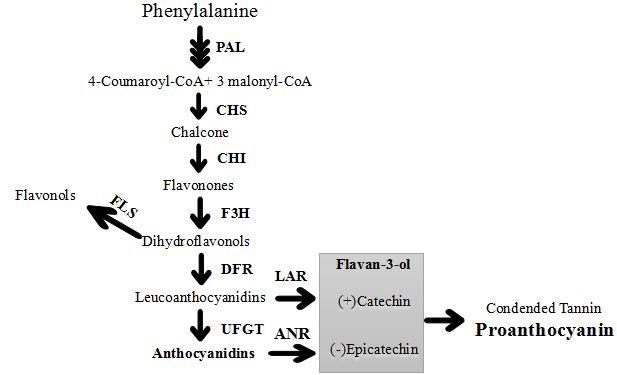 Phenylalanine
PAL
4-Coumaroyl-CoA+ 3 malonyl-CoA
CHS
Chalcone
CHI
Flavonones
Flavonols
FLS
F3H
Dihydroflavonols
DFR
LAR
Flavan-3-ol
Leucoanthocyanidins
(+)Catechin
Condended Tannin
UFGT
ANR
Proanthocyanin
Anthocyanidins
(-)Epicatechin